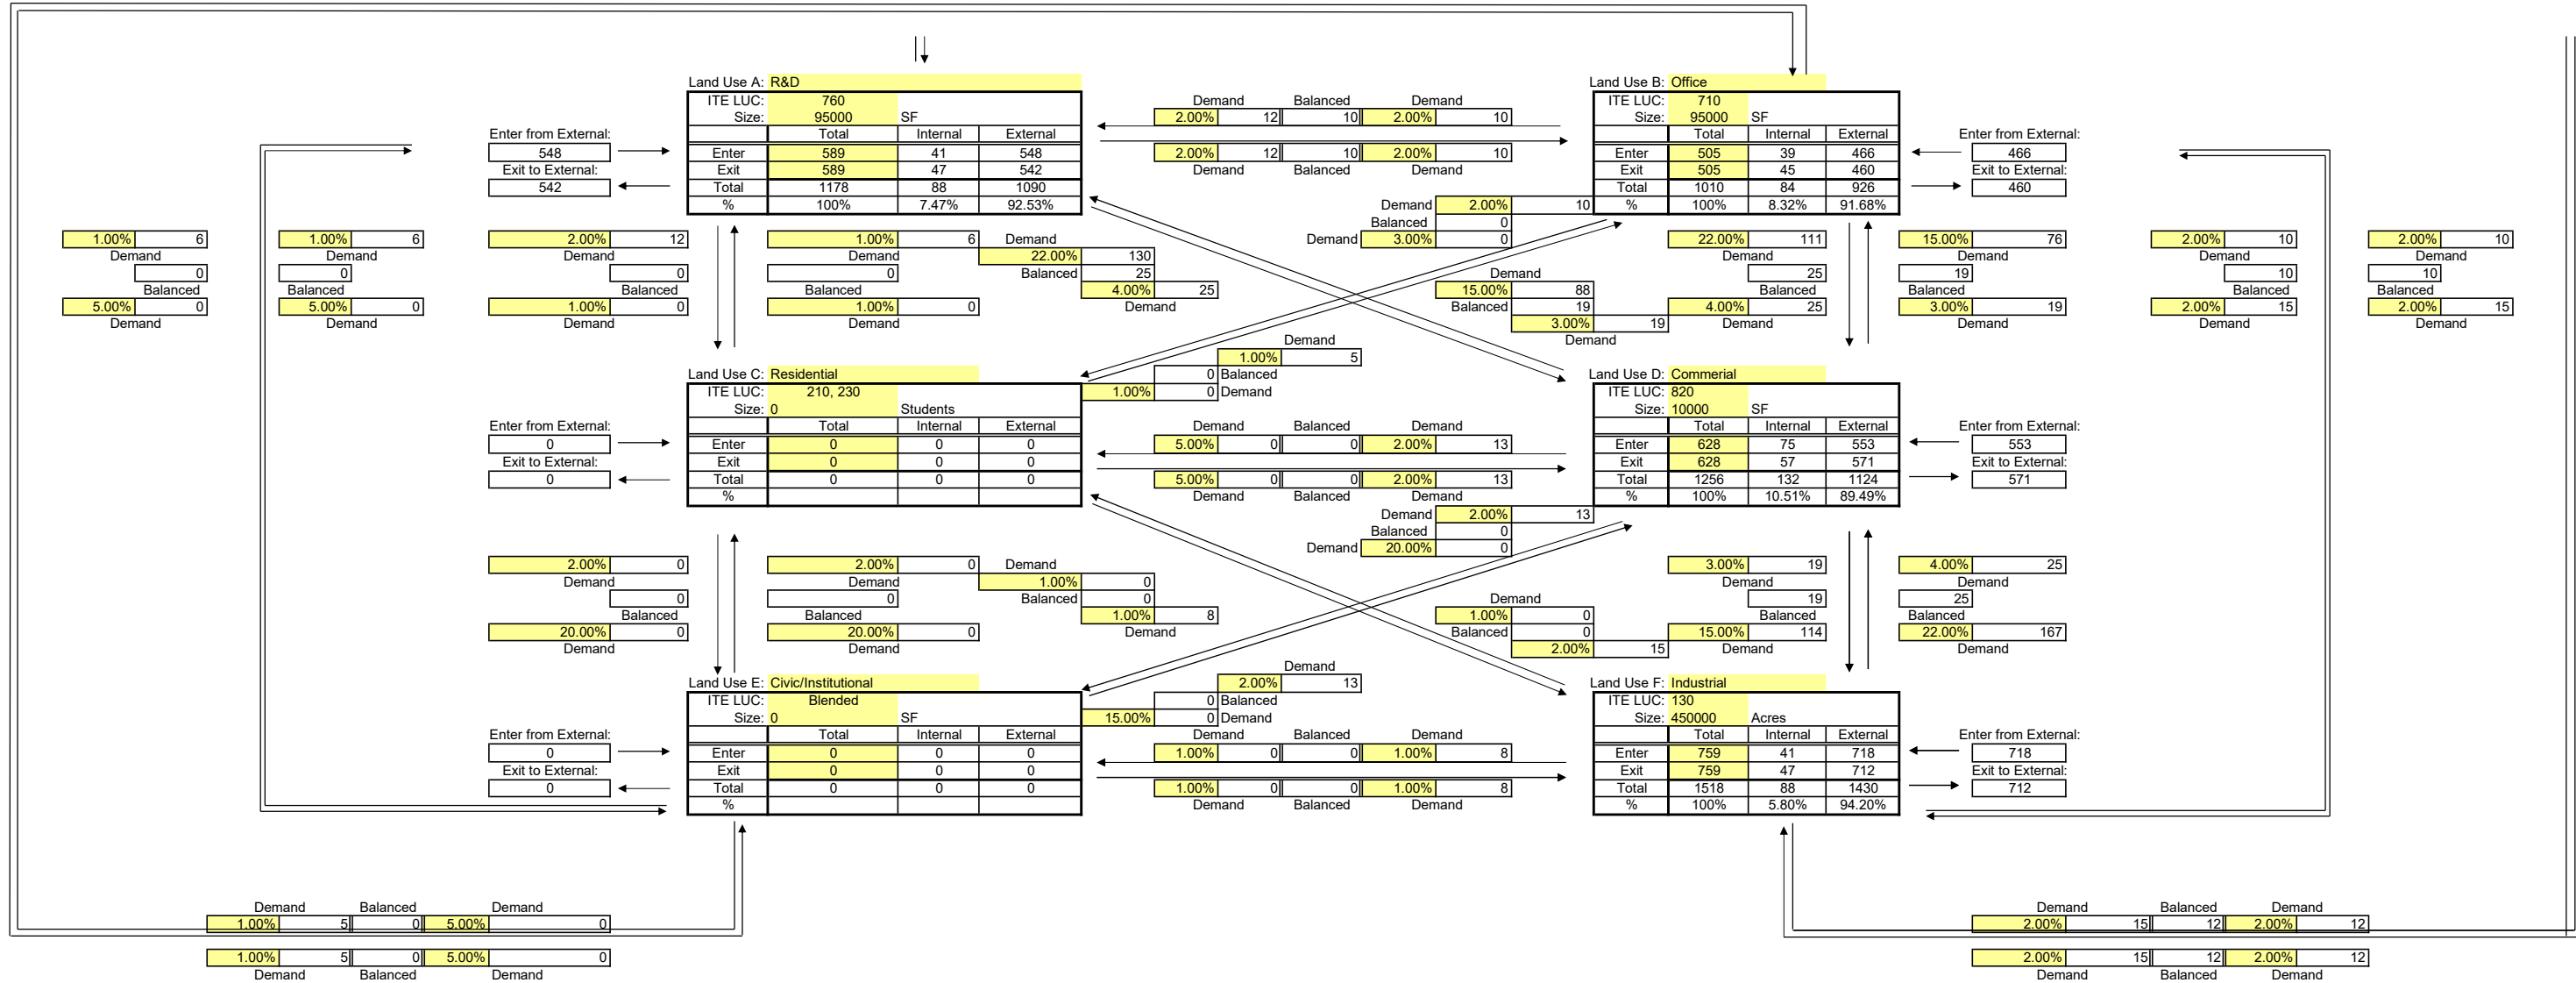 Land Use A: R&D
Land Use B: Office
ITE LUC: 760
Demand Balanced Demand
ITE LUC: 710
Size: 95000 SF
2.00% 12 10 2.00% 10
Size: 95000 SF
Enter from External:
Total Internal External
Total Internal External
Enter from External:
548
Enter 589 41 548
2.00% 12 10 2.00% 10
Enter 505 39 466
466
Exit to External:
Exit 589 47 542
Demand Balanced Demand
Exit 505 45 460
Exit to External:
542
Total 1178 88 1090
Total 1010 84 926
460
% 100% 7.47% 92.53%
Demand 2.00% 10
% 100% 8.32% 91.68%
Balanced 0
Demand 3.00% 0
1.00% 6
1.00% 6
2.00% 12
1.00% 6
Demand
22.00% 111
15.00% 76
2.00% 10
2.00% 10
Demand
Demand
Demand
Demand
22.00% 130
Demand
Demand
Demand
Demand
0
0
0
0
Balanced 25
Demand
25
19
10
10
Balanced
Balanced
Balanced
Balanced
4.00% 25
15.00% 88
Balanced
Balanced
Balanced
Balanced
5.00% 0
5.00% 0
1.00% 0
1.00% 0
Demand
Balanced 19
4.00% 25
3.00% 19
2.00% 15
2.00% 15
Demand
Demand
Demand
Demand
3.00% 19
Demand
Demand
Demand
Demand
Demand
Demand
1.00% 5
Land Use C: Residential
0 Balanced
Land Use D: Commerial
ITE LUC: 210, 230
1.00% 0 Demand
ITE LUC: 820
Size: 0 Students
Size: 10000 SF
Enter from External:
Total Internal External
Demand Balanced Demand
Total Internal External
Enter from External:
0
Enter 0 0 0
5.00% 0 0 2.00% 13
Enter 628 75 553
553
Exit to External:
Exit 0 0 0
Exit 628 57 571
Exit to External:
0
Total 0 0 0
5.00% 0 0 2.00% 13
Total 1256 132 1124
571
%
Demand Balanced Demand
% 100% 10.51% 89.49%
Demand 2.00% 13
Balanced 0
Demand 20.00% 0
2.00% 0
2.00% 0
Demand
3.00% 19
4.00% 25
Demand
Demand
1.00% 0
Demand
Demand
0
0
Balanced 0
Demand
19
25
Balanced
Balanced
1.00% 8
1.00% 0
Balanced
Balanced
20.00% 0
20.00% 0
Demand
Balanced 0
15.00% 114
22.00% 167
Demand
Demand
2.00% 15
Demand
Demand
Demand
2.00% 13
Land Use E: Civic/Institutional
0 Balanced
Land Use F: Industrial
ITE LUC: Blended
15.00% 0 Demand
ITE LUC: 130
Size: 0 SF
Size: 450000 Acres
Enter from External:
Total Internal External
Demand Balanced Demand
Total Internal External
Enter from External:
0
Enter 0 0 0
1.00% 0 0 1.00% 8
Enter 759 41 718
718
Exit to External:
Exit 0 0 0
Exit 759 47 712
Exit to External:
0
Total 0 0 0
1.00% 0 0 1.00% 8
Total 1518 88 1430
712
%
Demand Balanced Demand
% 100% 5.80% 94.20%
Demand Balanced Demand
Demand Balanced Demand
1.00% 5 0 5.00% 0
2.00% 15 12 2.00% 12
1.00% 5 0 5.00% 0
2.00% 15 12 2.00% 12
Demand Balanced Demand
Demand Balanced Demand